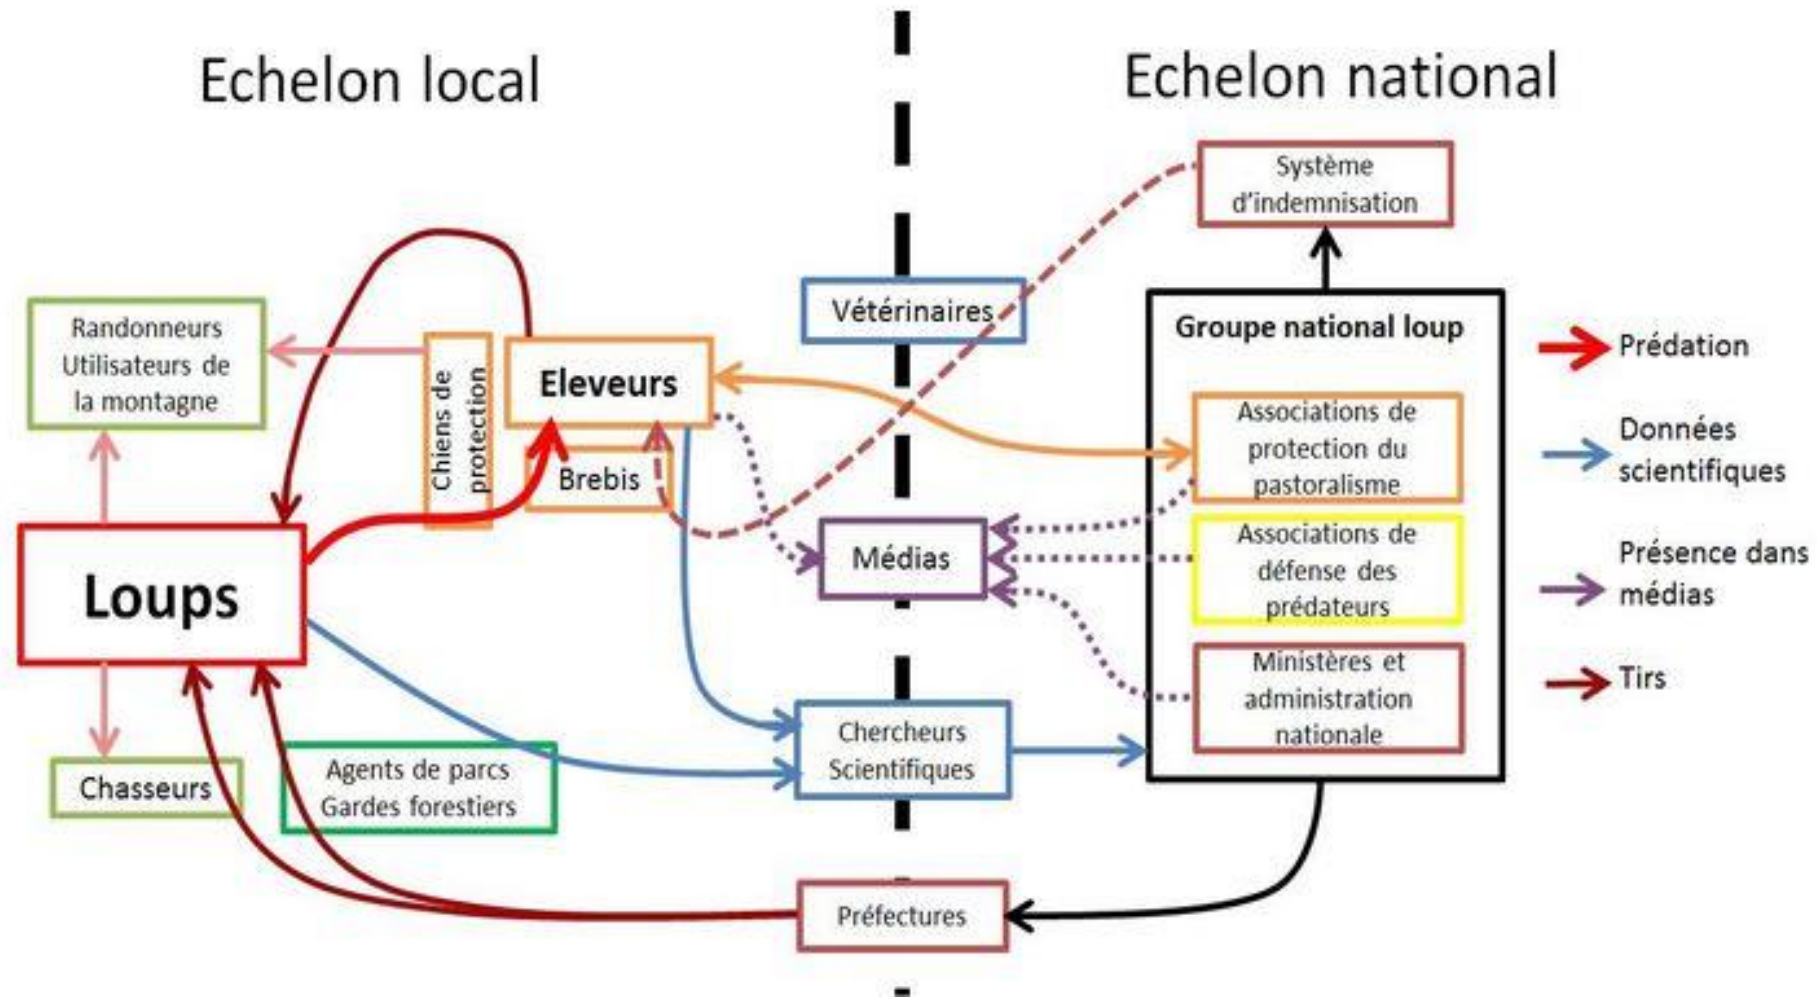 Echelon local
Echelon national
Système
d'indemnisation
Vétérinaires
Groupe national loup
Randonneurs
Utilisateurs de
la montagne
Chiens de
protection
Eleveurs
Brebis
Associations de
protection du
pastoralisme
Associations de
défense des
prédateurs
Ministères et
administration
nationale
Médias
Loups
Chercheurs
Scientifiques
Chasseurs
Agents de parcs
Gardes forestiers
Préfectures
Prédation
Données
scientifiques
Présence dans
médias
Tirs